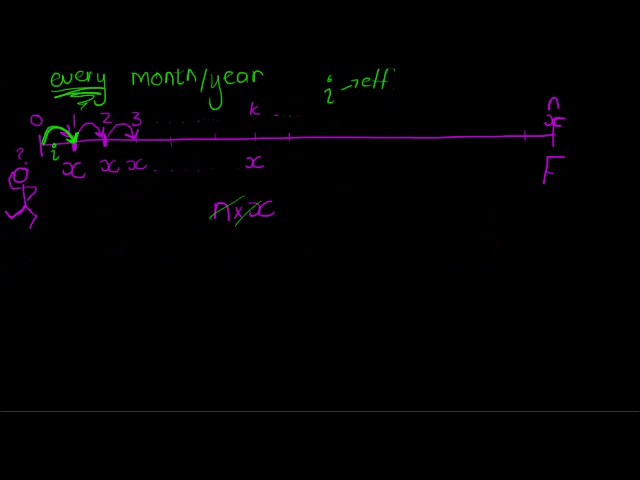 every month/year i → eff
0 1 2 3 ........ k ... n
i x
x x x ........ x F
?
n × x